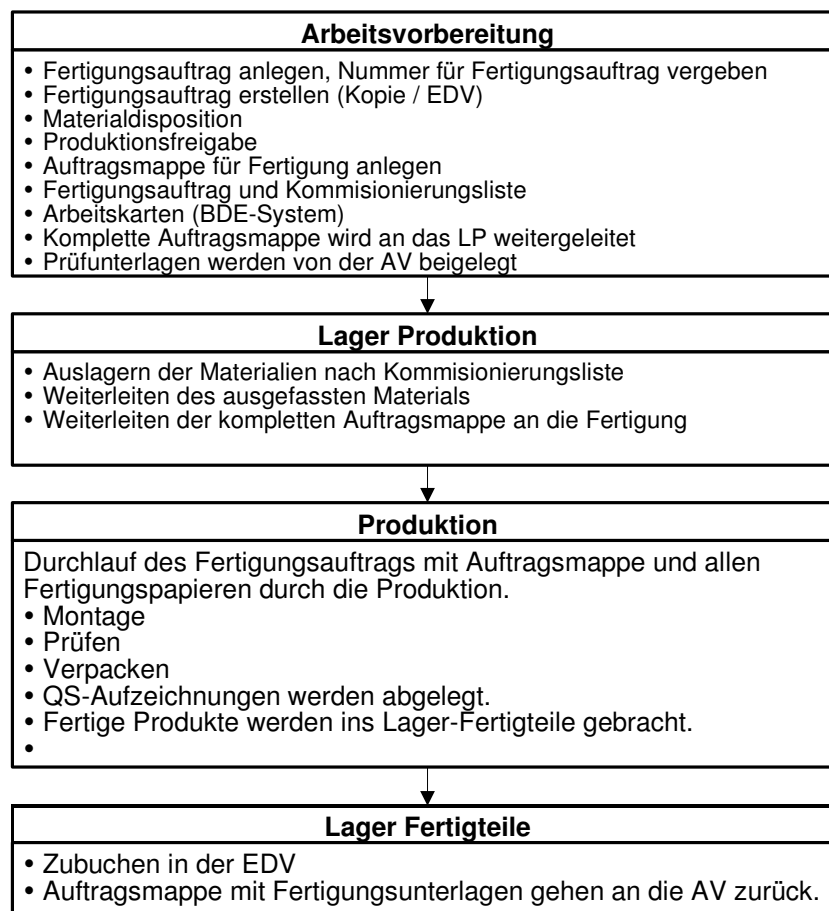 Arbeitsvorbereitung
• Fertigungsauftrag anlegen, Nummer für Fertigungsauftrag vergeben
• Fertigungsauftrag erstellen (Kopie / EDV)
• Materialdisposition
• Produktionsfreigabe
• Auftragsmappe für Fertigung anlegen
• Fertigungsauftrag und Kommisionierungsliste
• Arbeitskarten (BDE-System)
• Komplette Auftragsmappe wird an das LP weitergeleitet
• Prüfunterlagen werden von der AV beigelegt
Lager Produktion
• Auslagern der Materialien nach Kommisionierungsliste
• Weiterleiten des ausgefassten Materials
• Weiterleiten der kompletten Auftragsmappe an die Fertigung
Produktion
Durchlauf des Fertigungsauftrags mit Auftragsmappe und allen
Fertigungspapieren durch die Produktion.
• Montage
• Prüfen
• Verpacken
• QS-Aufzeichnungen werden abgelegt.
• Fertige Produkte werden ins Lager-Fertigteile gebracht.
•
Lager Fertigteile
• Zubuchen in der EDV
• Auftragsmappe mit Fertigungsunterlagen gehen an die AV zurück.